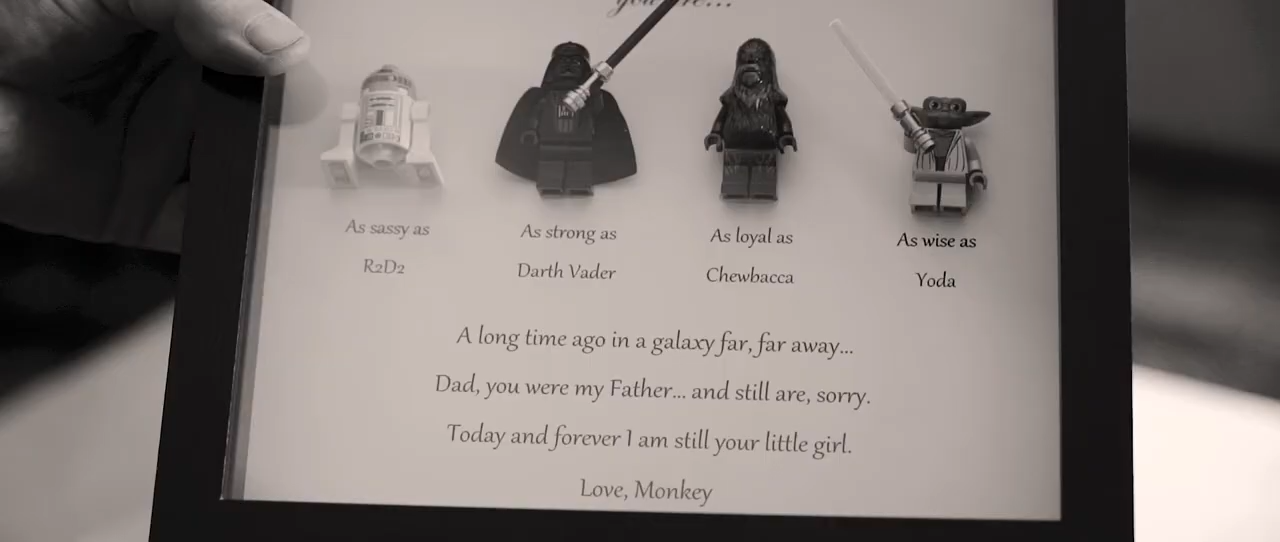 you are...
As sassy as
R2D2
As strong as
Darth Vader
As loyal as
Chewbacca
As wise as
Yoda
A long time ago in a galaxy far, far away...
Dad, you were my Father... and still are, sorry.
Today and forever I am still your little girl.
Love, Monkey